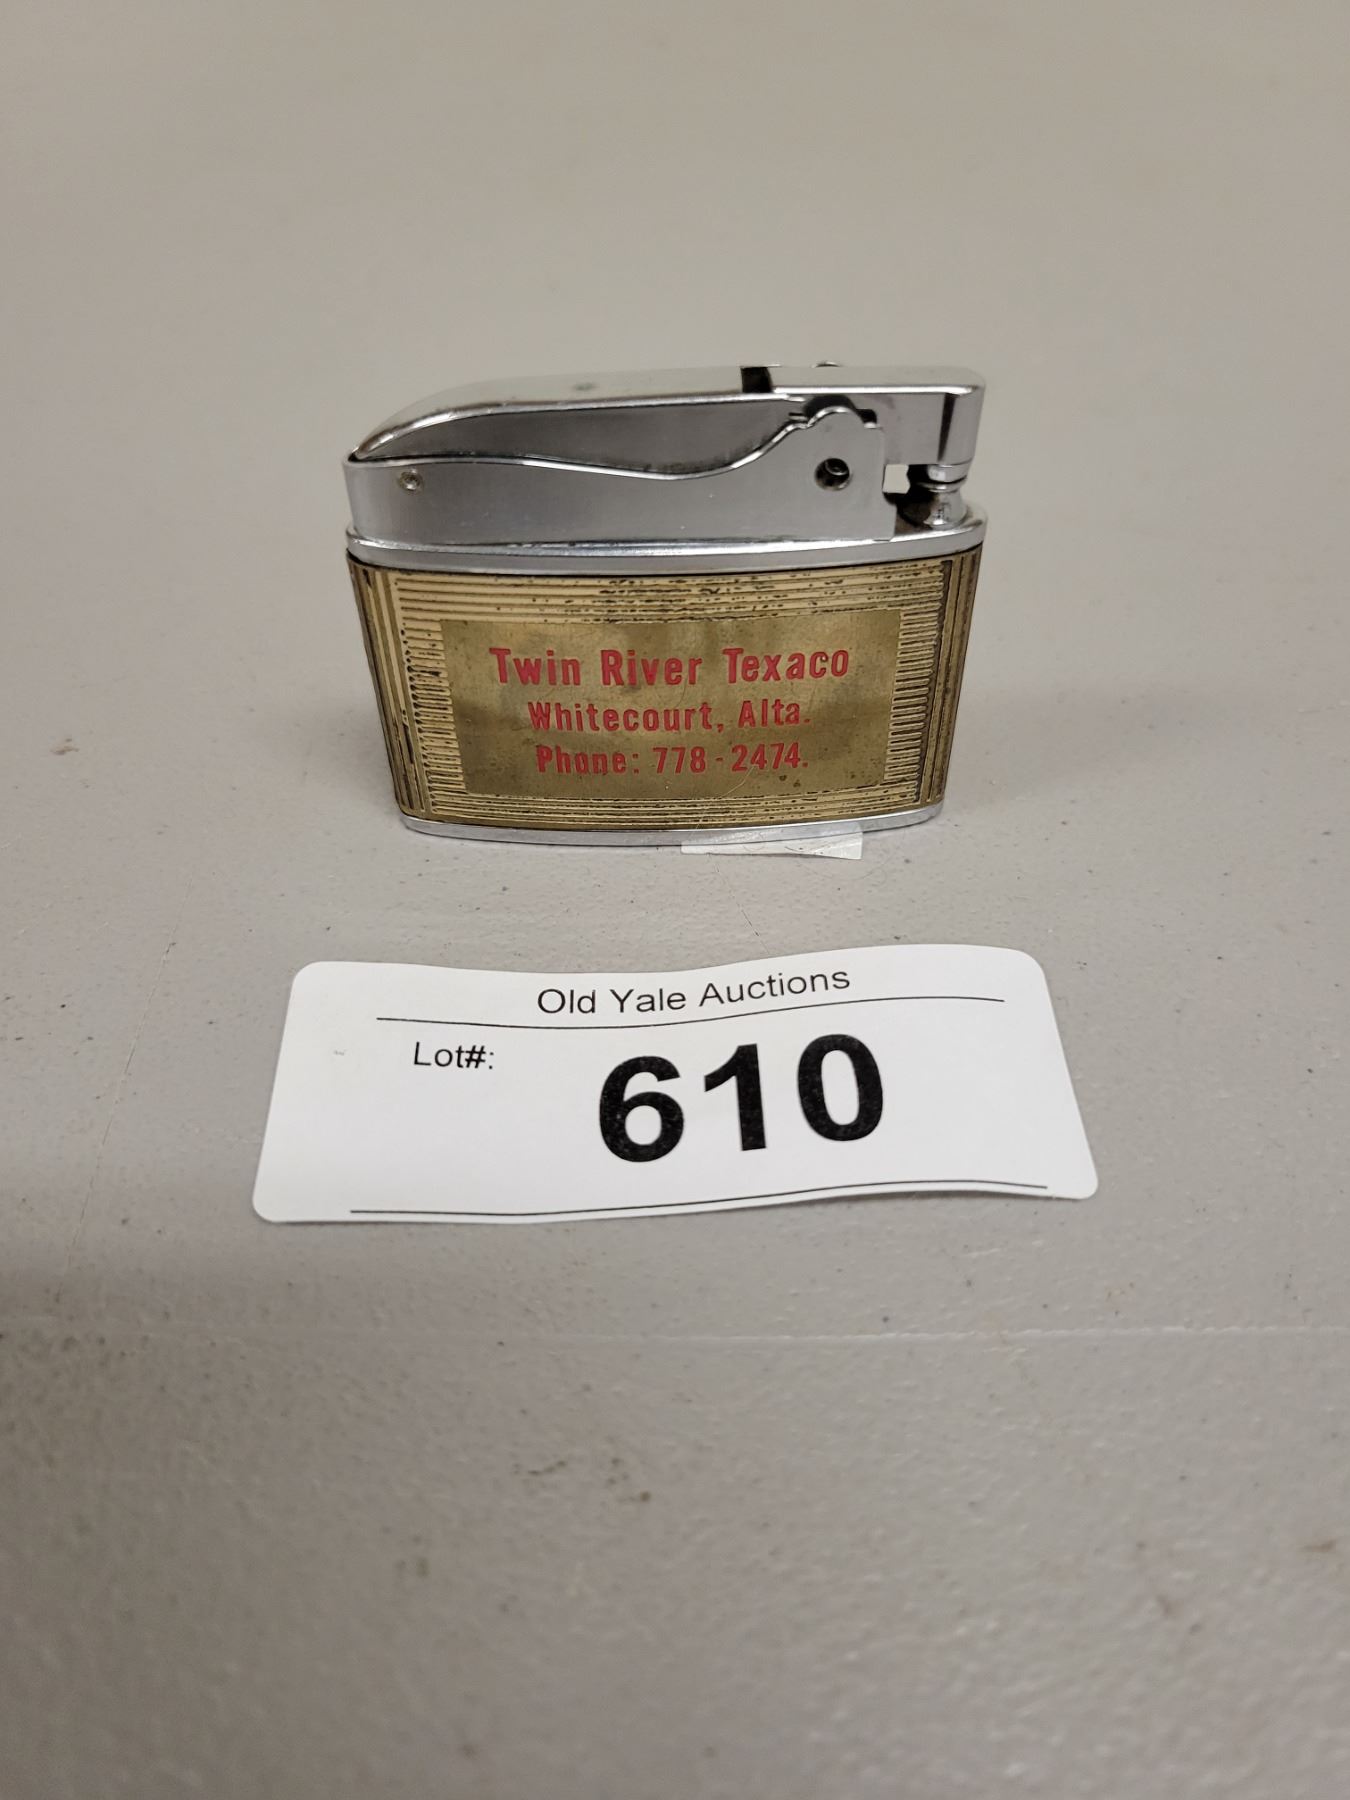 Twin River Texaco
Whitecourt, Alta.
Phone: 778-2474.
Old Yale Auctions
Lot#: 610